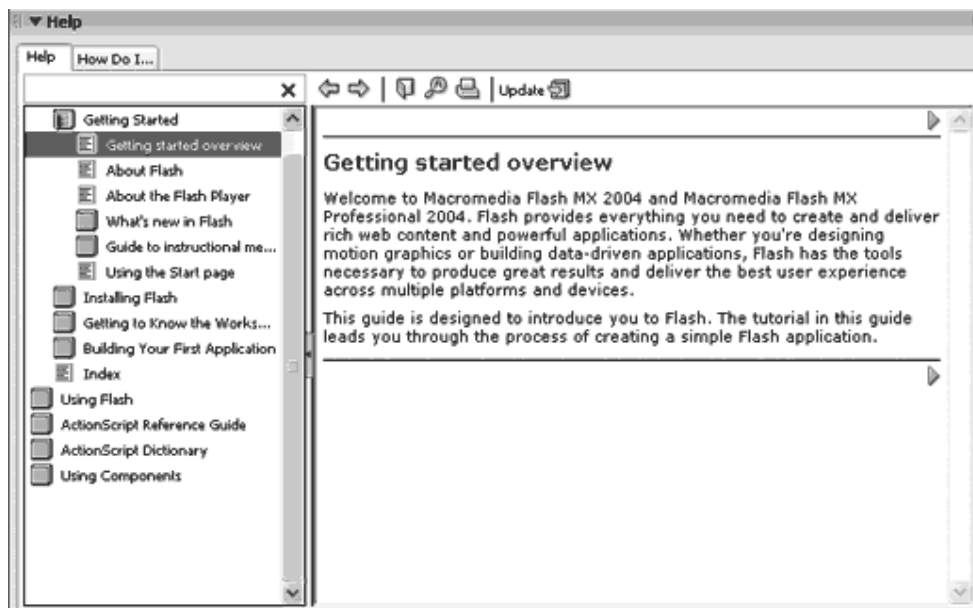 Help
Help How Do I...
Update
Getting Started
Getting started overview
About Flash
About the Flash Player
What's new in Flash
Guide to instructional me...
Using the Start page
Installing Flash
Getting to Know the Works...
Building Your First Application
Index
Using Flash
ActionScript Reference Guide
ActionScript Dictionary
Using Components
Getting started overview
Welcome to Macromedia Flash MX 2004 and Macromedia Flash MX
Professional 2004. Flash provides everything you need to create and deliver
rich web content and powerful applications. Whether you're designing
motion graphics or building data-driven applications, Flash has the tools
necessary to produce great results and deliver the best user experience
across multiple platforms and devices.
This guide is designed to introduce you to Flash. The tutorial in this guide
leads you through the process of creating a simple Flash application.